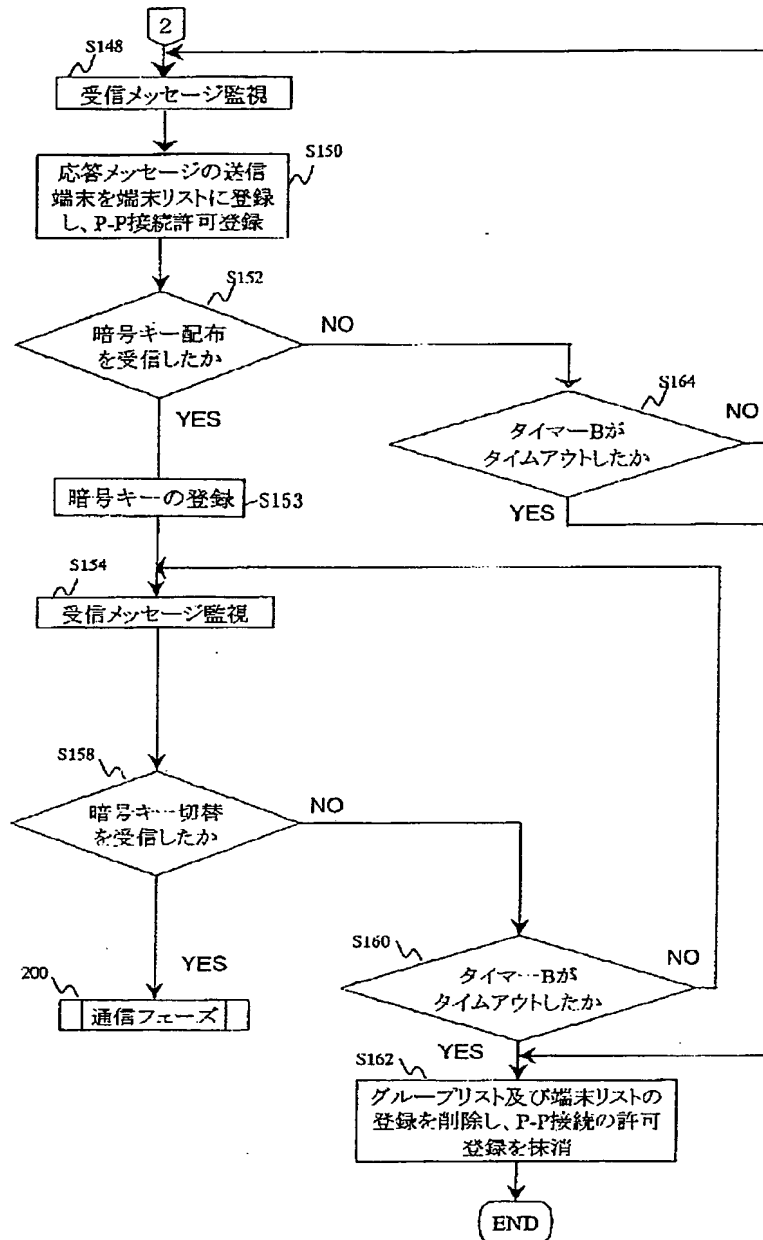 2
S148
受信メッセージ監視
S150
応答メッセージの送信
端末を端末リストに登録
し、P-P接続許可登録
S152
暗号キー配布
を受信したか
NO
YES
S164
タイマーBが
タイムアウトしたか
NO
YES
暗号キーの登録
S153
S154
受信メッセージ監視
S158
暗号キー切替
を受信したか
NO
YES
S160
タイマーBが
タイムアウトしたか
NO
YES
200
通信フェーズ
S162
グループリスト及び端末リストの
登録を削除し、P-P接続の許可
登録を抹消
END